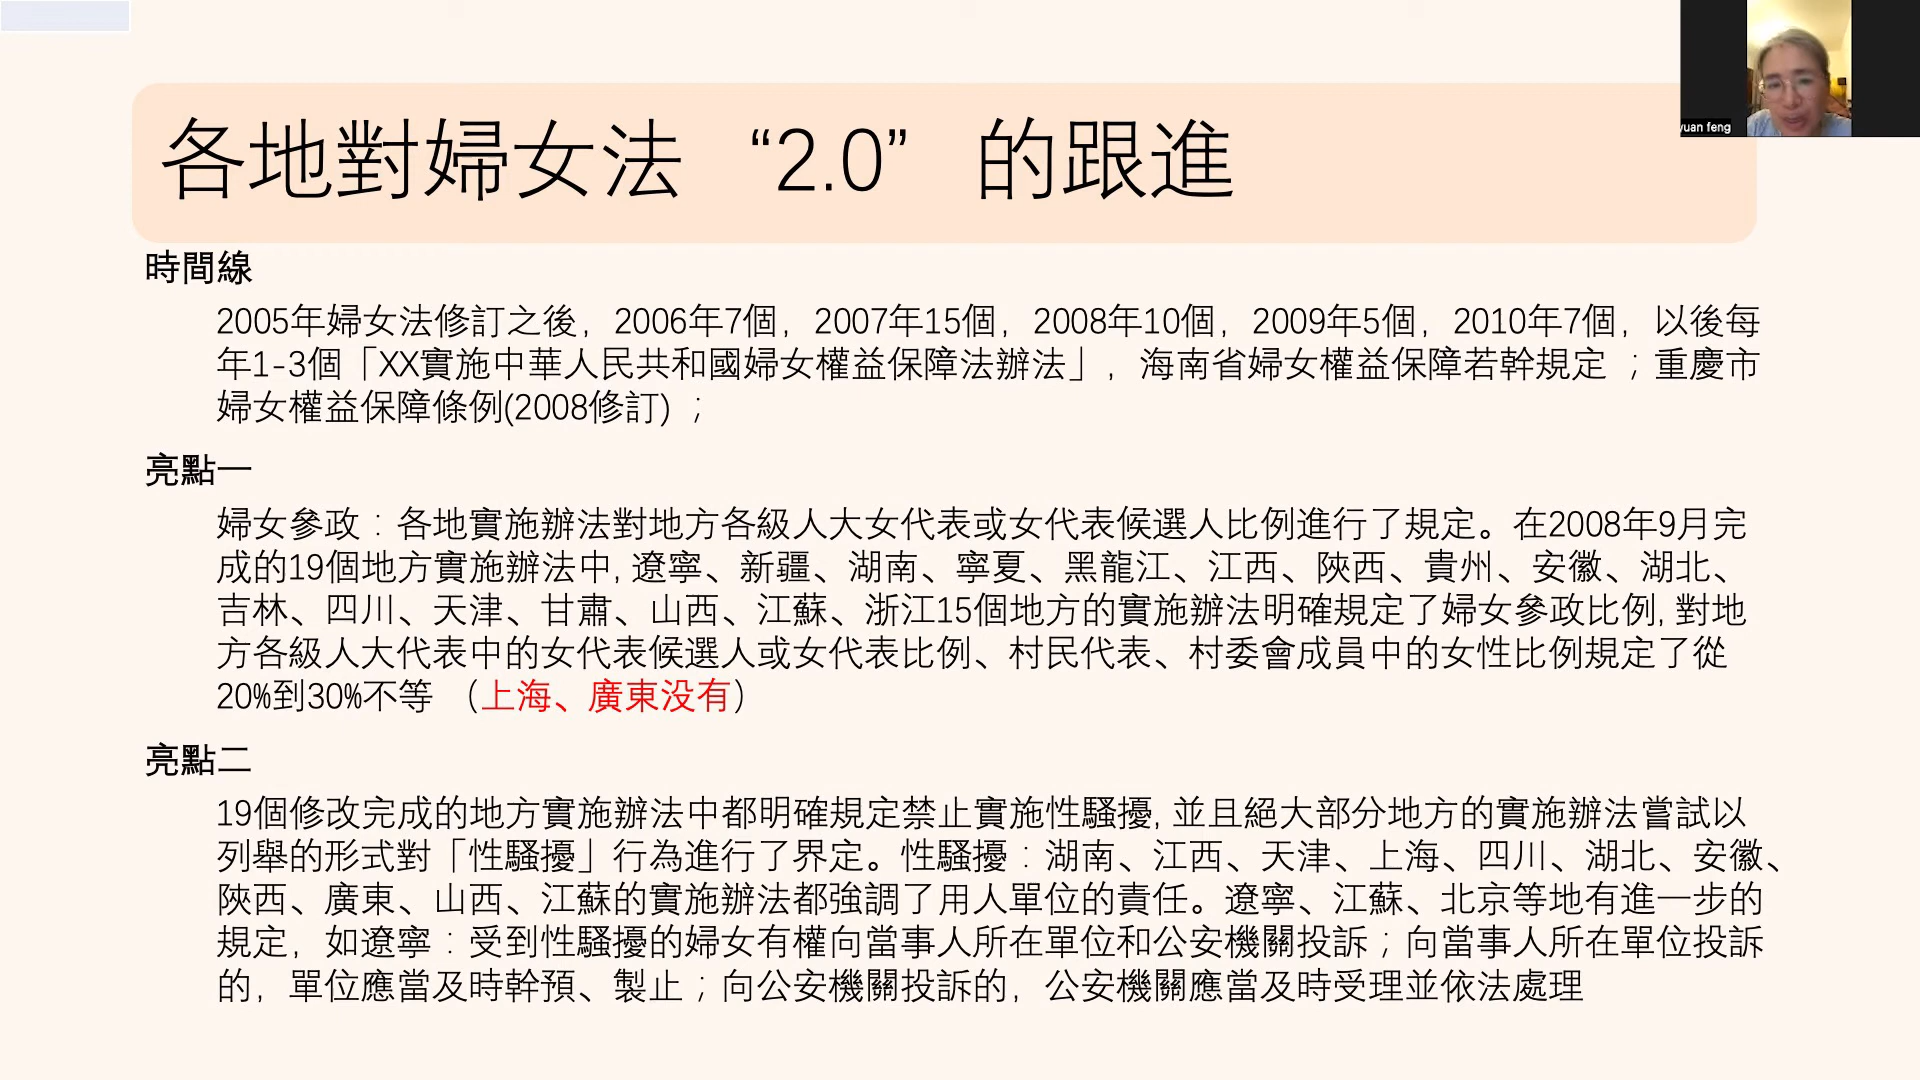 各地對婦女法 “2.0” 的跟進
yuan feng
時間線
2005年婦女法修訂之後，2006年7個，2007年15個，2008年10個，2009年5個，2010年7個，以後每
年1-3個「XX實施中華人民共和國婦女權益保障法辦法」，海南省婦女權益保障若幹規定 ；重慶市
婦女權益保障條例(2008修訂) ；
亮點一
婦女參政：各地實施辦法對地方各級人大女代表或女代表候選人比例進行了規定。在2008年9月完
成的19個地方實施辦法中, 遼寧、新疆、湖南、寧夏、黑龍江、江西、陝西、貴州、安徽、湖北、
吉林、四川、天津、甘肅、山西、江蘇、浙江15個地方的實施辦法明確規定了婦女參政比例, 對地
方各級人大代表中的女代表候選人或女代表比例、村民代表、村委會成員中的女性比例規定了從
20%到30%不等 （上海、廣東没有）
亮點二
19個修改完成的地方實施辦法中都明確規定禁止實施性騷擾, 並且絕大部分地方的實施辦法嘗試以
列舉的形式對「性騷擾」行為進行了界定。性騷擾：湖南、江西、天津、上海、四川、湖北、安徽、
陝西、廣東、山西、江蘇的實施辦法都強調了用人單位的責任。遼寧、江蘇、北京等地有進一步的
規定，如遼寧：受到性騷擾的婦女有權向當事人所在單位和公安機關投訴；向當事人所在單位投訴
的，單位應當及時幹預、製止；向公安機關投訴的，公安機關應當及時受理並依法處理